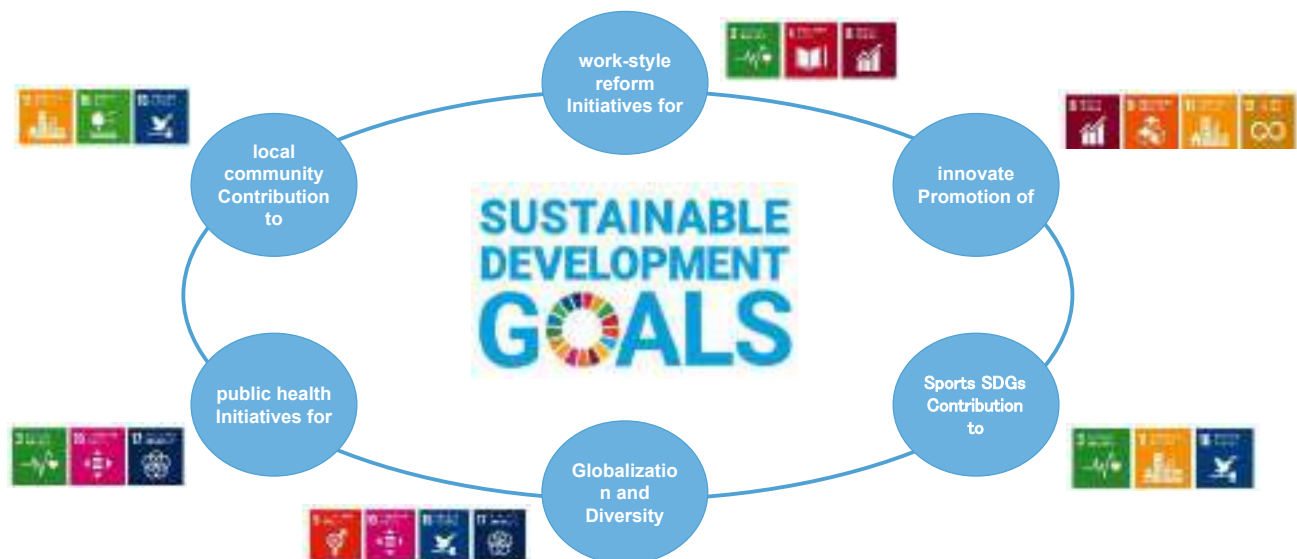 work-style
reform
Initiatives for
local
community
Contribution
to
innovate
Promotion of
SUSTAINABLE
DEVELOPMENT
GOALS
public health
Initiatives for
Sports SDGs
Contribution
to
Globalizatio
n and
Diversity